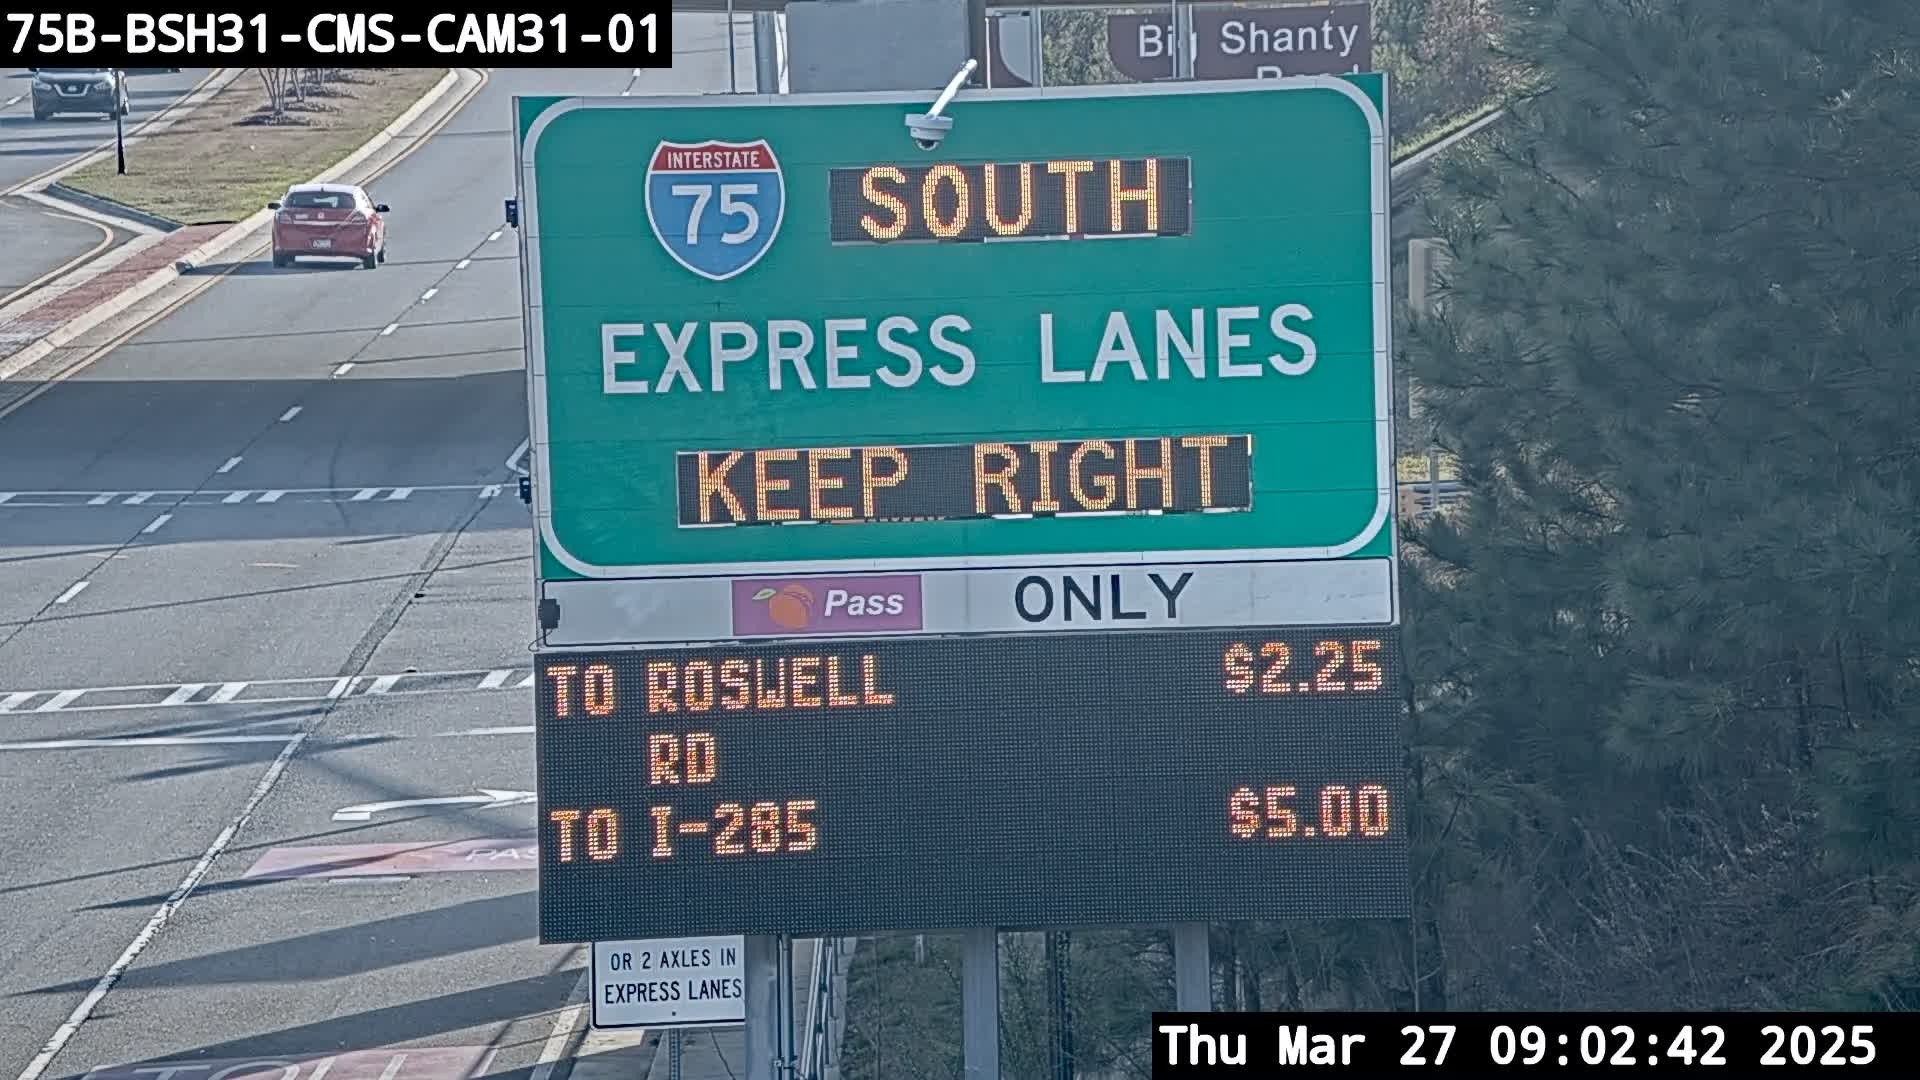 75B-BSH31-CMS-CAM31-01
Big Shanty
INTERSTATE
75
SOUTH
EXPRESS LANES
KEEP RIGHT
Pass
ONLY
TO ROSWELL $2.25
RD
TO I-285 $5.00
OR 2 AXLES IN
EXPRESS LANES
TOLL
Thu Mar 27 09:02:42 2025